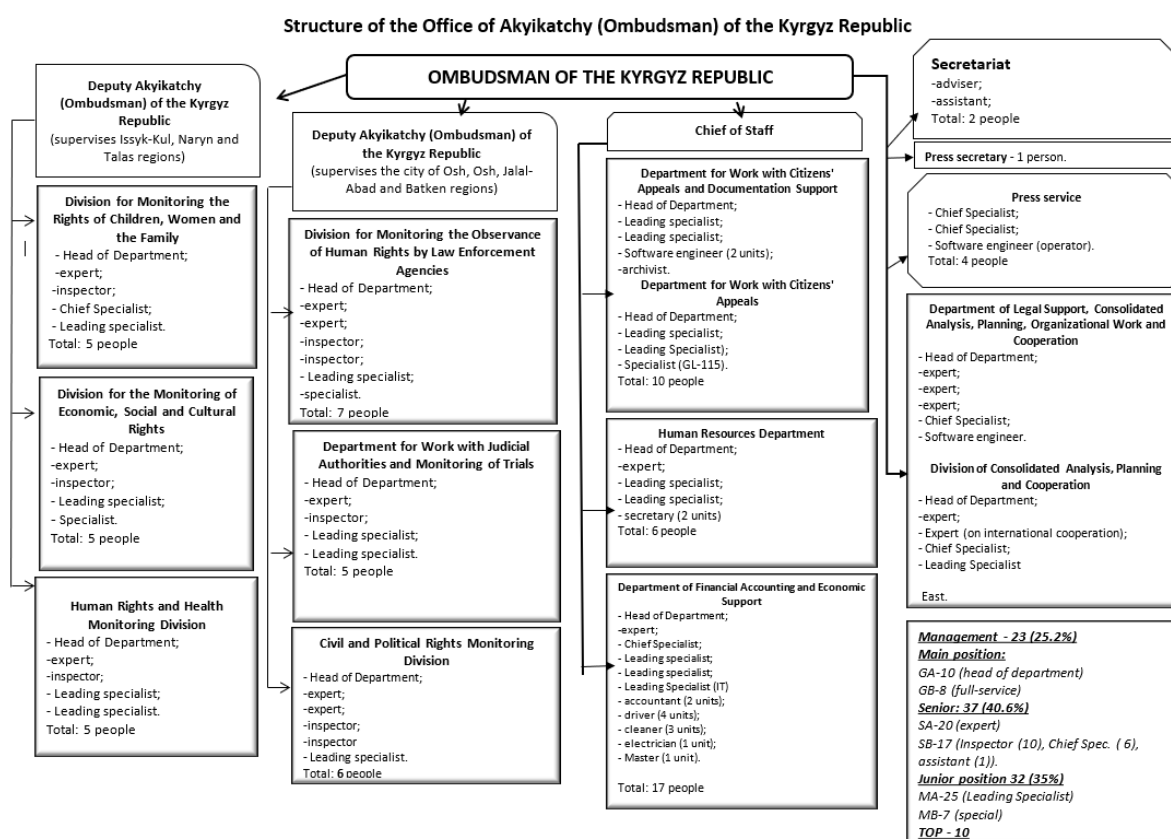 Structure of the Office of Akyikatchy (Ombudsman) of the Kyrgyz Republic
OMBUDSMAN OF THE KYRGYZ REPUBLIC
Deputy Akyikatchy
(Ombudsman) of the Kyrgyz
Republic
(supervises Issyk-Kul, Naryn and
Talas regions)
Division for Monitoring the
Rights of Children, Women and
the Family
- Head of Department;
-expert;
-inspector;
- Chief Specialist;
- Leading specialist.
Total: 5 people
Division for the Monitoring of
Economic, Social and Cultural
Rights
- Head of Department;
-expert;
-inspector;
- Leading specialist;
- Specialist.
Total: 5 people
Human Rights and Health
Monitoring Division
- Head of Department;
-expert;
-inspector;
- Leading specialist;
- Leading specialist.
Total: 5 people
Deputy Akyikatchy (Ombudsman) of
the Kyrgyz Republic
(supervises the city of Osh, Osh, Jalal-
Abad and Batken regions)
Division for Monitoring the Observance
of Human Rights by Law Enforcement
Agencies
- Head of Department;
-expert;
-expert;
-inspector;
-inspector;
- Leading specialist;
-specialist.
Total: 7 people
Department for Work with Judicial
Authorities and Monitoring of Trials
- Head of Department;
-expert;
-inspector;
- Leading specialist;
- Leading specialist.
Total: 5 people
Civil and Political Rights Monitoring
Division
- Head of Department;
-expert;
-expert;
-inspector;
-inspector
- Leading specialist.
Total: 6 people
Chief of Staff
Department for Work with Citizens'
Appeals and Documentation Support
- Head of Department;
- Leading specialist;
- Leading specialist;
- Software engineer (2 units);
-archivist.
Department for Work with Citizens'
Appeals
- Head of Department;
- Leading specialist;
- Leading Specialist);
- Specialist (GL-115).
Total: 10 people
Human Resources Department
- Head of Department;
-expert;
- Leading specialist;
- Leading specialist;
- secretary (2 units)
Total: 6 people
Department of Financial Accounting and Economic
Support
- Head of Department;
-expert;
- Chief Specialist;
- Leading specialist;
- Leading specialist;
- Leading Specialist (IT)
- accountant (2 units);
- driver (4 units);
- cleaner (3 units);
- electrician (1 unit);
- Master (1 unit).
Total: 17 people
Secretariat
-adviser;
-assistant;
Total: 2 people
Press secretary - 1 person.
Press service
- Chief Specialist;
- Chief Specialist;
- Software engineer (operator).
Total: 4 people
Department of Legal Support, Consolidated
Analysis, Planning, Organizational Work and
Cooperation
- Head of Department;
-expert;
-expert;
-expert;
- Chief Specialist;
- Software engineer.
Division of Consolidated Analysis, Planning
and Cooperation
- Head of Department;
-expert;
- Expert (on international cooperation);
- Chief Specialist;
- Leading Specialist
East.
Management - 23 (25.2%)
Main position:
GA-10 (head of department)
GB-8 (full-service)
Senior: 37 (40.6%)
SA-20 (expert)
SB-17 (Inspector (10), Chief Spec. ( 6),
assistant (1)).
Junior position 32 (35%)
MA-25 (Leading Specialist)
MB-7 (special)
TOP - 10